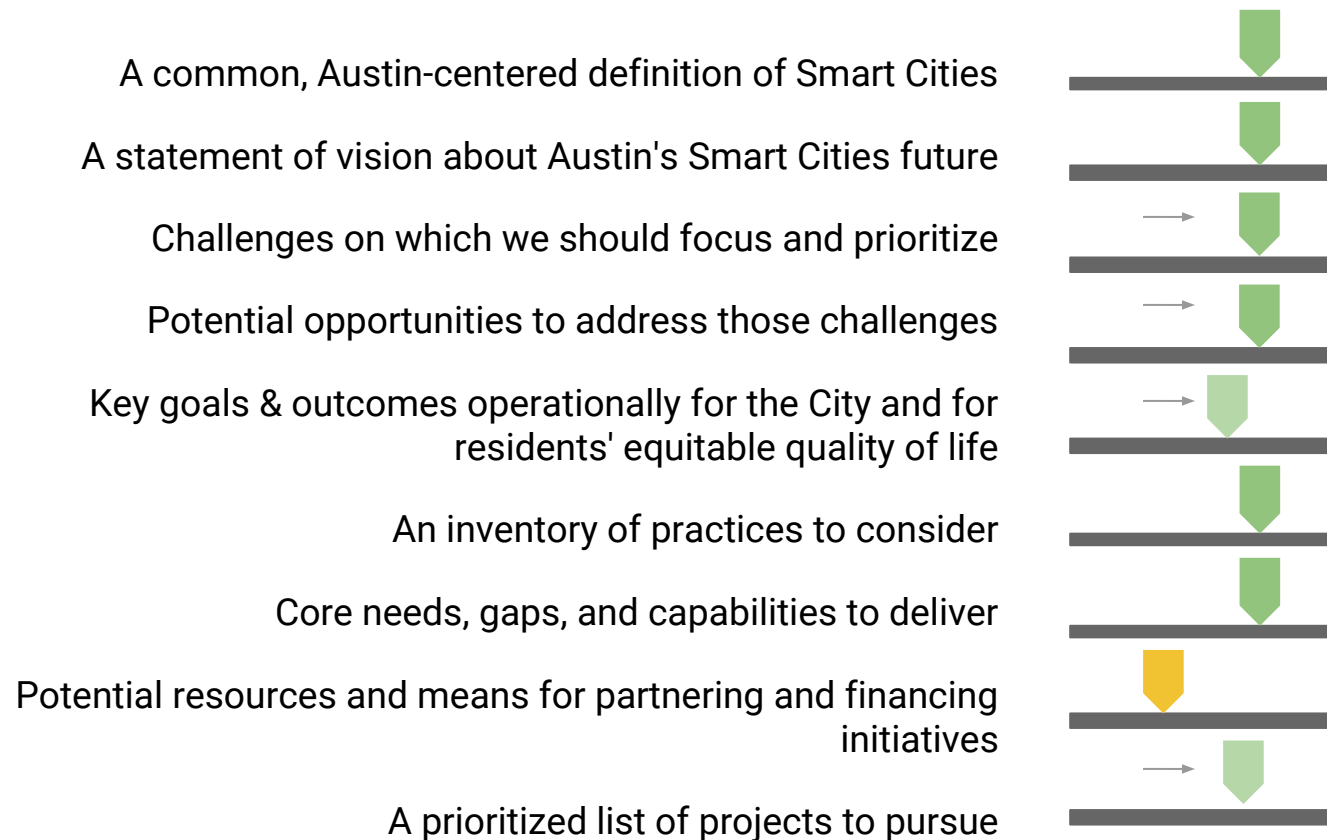 A common, Austin-centered definition of Smart Cities
A statement of vision about Austin's Smart Cities future
Challenges on which we should focus and prioritize
Potential opportunities to address those challenges
Key goals & outcomes operationally for the City and for
residents' equitable quality of life
An inventory of practices to consider
Core needs, gaps, and capabilities to deliver
Potential resources and means for partnering and financing
initiatives
A prioritized list of projects to pursue